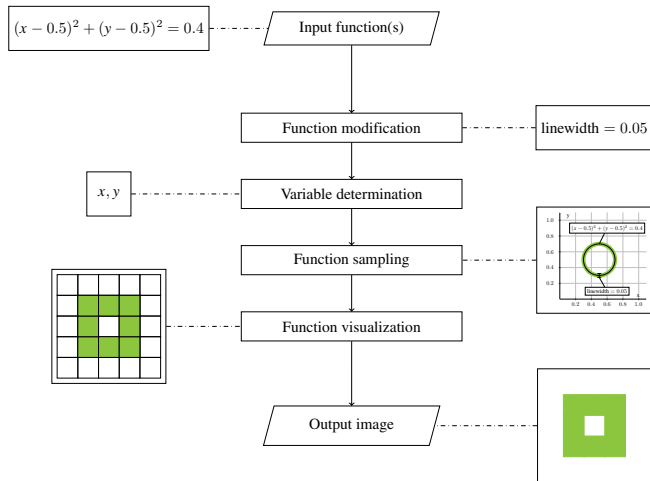 (x − 0.5)² + (y − 0.5)² = 0.4
Input function(s)
Function modification
linewidth = 0.05
x, y
Variable determination
Function sampling
y
1.0
0.8
0.6
0.4
0.2
(x − 0.5)² + (y − 0.5)² = 0.4
linewidth = 0.05
x
0.2 0.4 0.6 0.8 1.0
Function visualization
Output image